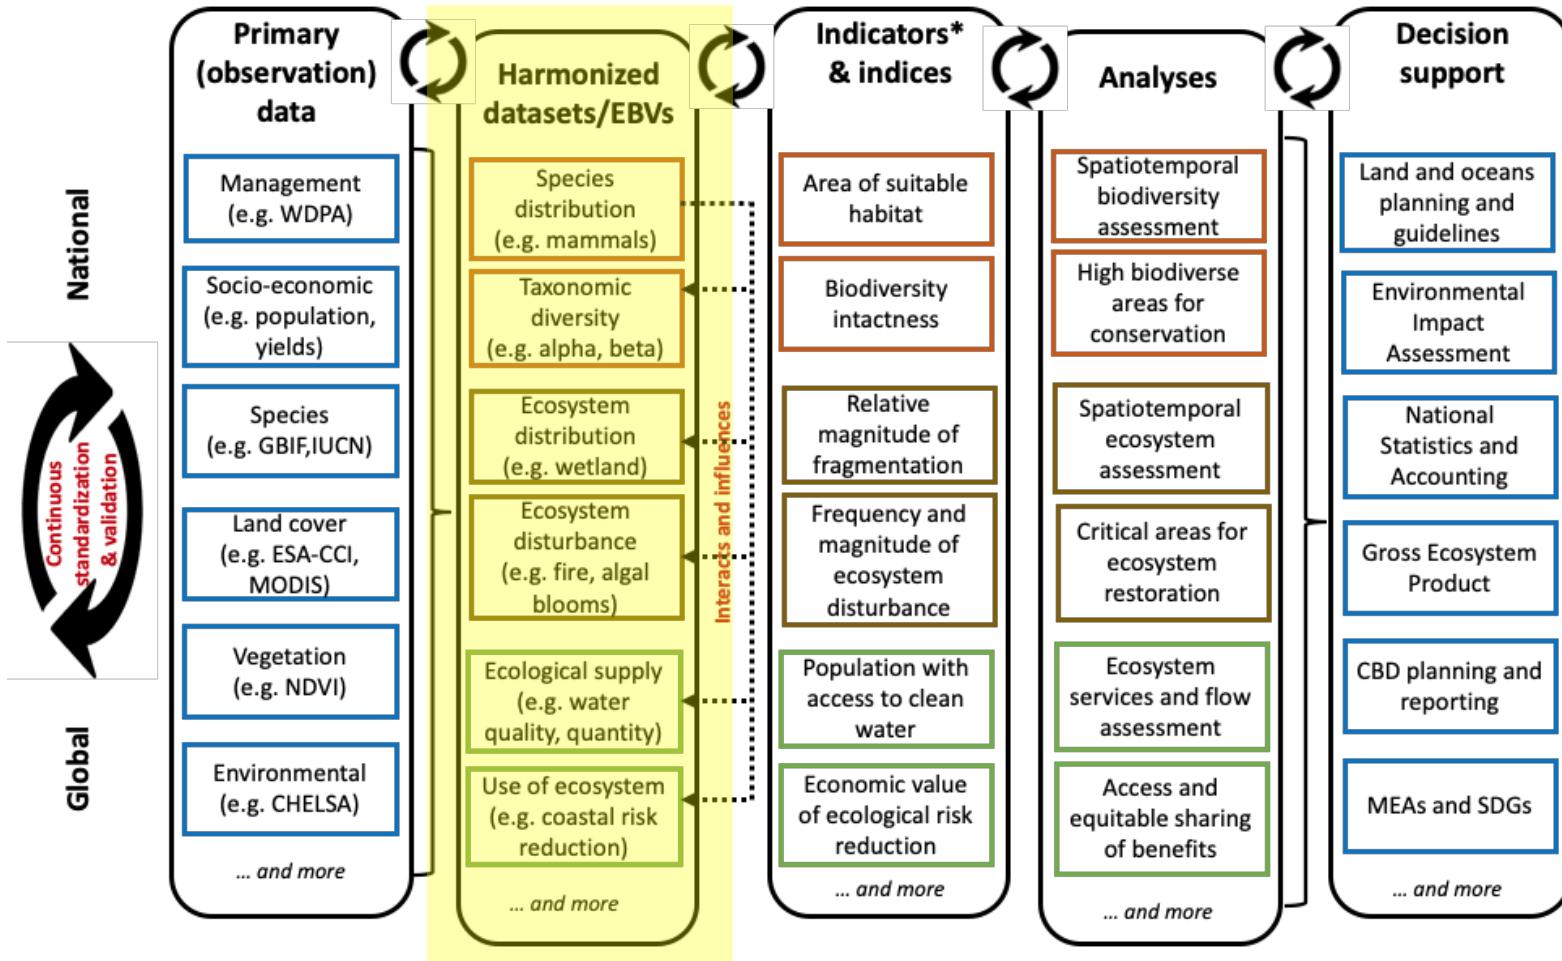 National
Global
Continuous
standardization
& validation
Primary
(observation)
data
Management
(e.g. WDPA)
Socio-economic
(e.g. population,
yields)
Species
(e.g. GBIF,IUCN)
Land cover
(e.g. ESA-CCI,
MODIS)
Vegetation
(e.g. NDVI)
Environmental
(e.g. CHELSA)
... and more
Harmonized
datasets/EBVs
Species
distribution
(e.g. mammals)
Taxonomic
diversity
(e.g. alpha, beta)
Ecosystem
distribution
(e.g. wetland)
Ecosystem
disturbance
(e.g. fire, algal
blooms)
Ecological supply
(e.g. water
quality, quantity)
Use of ecosystem
(e.g. coastal risk
reduction)
... and more
Interacts and influences
Indicators*
& indices
Area of suitable
habitat
Biodiversity
intactness
Relative
magnitude of
fragmentation
Frequency and
magnitude of
ecosystem
disturbance
Population with
access to clean
water
Economic value
of ecological risk
reduction
... and more
Analyses
Spatiotemporal
biodiversity
assessment
High biodiverse
areas for
conservation
Spatiotemporal
ecosystem
assessment
Critical areas for
ecosystem
restoration
Ecosystem
services and flow
assessment
Access and
equitable sharing
of benefits
... and more
Decision
support
Land and oceans
planning and
guidelines
Environmental
Impact
Assessment
National
Statistics and
Accounting
Gross Ecosystem
Product
CBD planning and
reporting
MEAs and SDGs
... and more